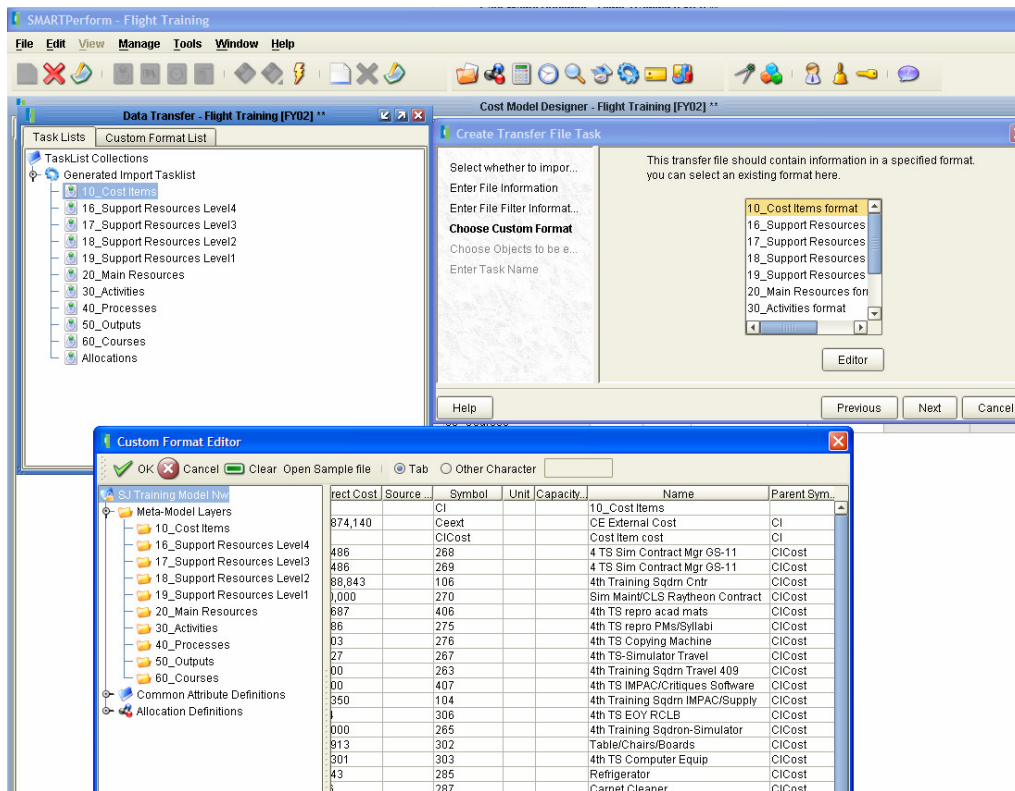 SMARTPerform - Flight Training
File Edit View Manage Tools Window Help
Data Transfer - Flight Training [FY02] **
Cost Model Designer - Flight Training [FY02] **
Task Lists Custom Format List
TaskList Collections
Generated Import Tasklist
10_Cost Items
16_Support Resources Level4
17_Support Resources Level3
18_Support Resources Level2
19_Support Resources Level1
20_Main Resources
30_Activities
40_Processes
50_Outputs
60_Courses
Allocations
Create Transfer File Task
Select whether to impor...
Enter File Information
Enter File Filter Informat...
Choose Custom Format
Choose Objects to be e...
Enter Task Name
This transfer file should contain information in a specified format.
you can select an existing format here.
10_Cost Items format
16_Support Resources
17_Support Resources
18_Support Resources
19_Support Resources
20_Main Resources for
30_Activities format
Editor
Help Previous Next Cancel
Custom Format Editor
OK Cancel Clear Open Sample file Tab Other Character
SJ Training Model Nw
Meta-Model Layers
10_Cost Items
16_Support Resources Level4
17_Support Resources Level3
18_Support Resources Level2
19_Support Resources Level1
20_Main Resources
30_Activities
40_Processes
50_Outputs
60_Courses
Common Attribute Definitions
Allocation Definitions
rect Cost Source ... Symbol Unit Capacity... Name Parent Sym..
CI 10_Cost Items
874,140 Ceext CE External Cost CI
CICost Cost Item cost CI
486 268 4 TS Sim Contract Mgr GS-11 CICost
486 269 4 TS Sim Contract Mgr GS-11 CICost
88,843 106 4th Training Sqdrn Cntr CICost
,000 270 Sim Maint/CLS Raytheon Contract CICost
687 406 4th TS repro acad mats CICost
86 275 4th TS repro PMs/Syllabi CICost
03 276 4th TS Copying Machine CICost
27 267 4th TS-Simulator Travel CICost
00 263 4th Training Sqdrn Travel 409 CICost
00 407 4th TS IMPAC/Critiques Software CICost
350 104 4th Training Sqdrn IMPAC/Supply CICost
306 4th TS EOY RCLB CICost
000 265 4th Training Sqdron-Simulator CICost
913 302 Table/Chairs/Boards CICost
301 303 4th TS Computer Equip CICost
43 285 Refrigerator CICost
287 Carpet Cleaner CICost